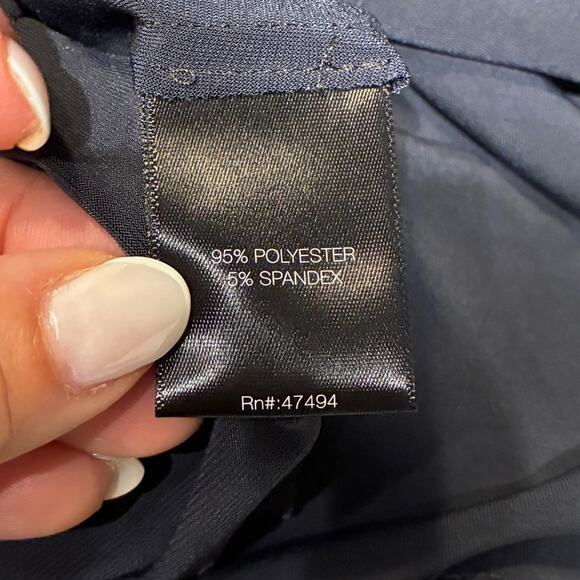 95% POLYESTER
5% SPANDEX
Rn#:47494